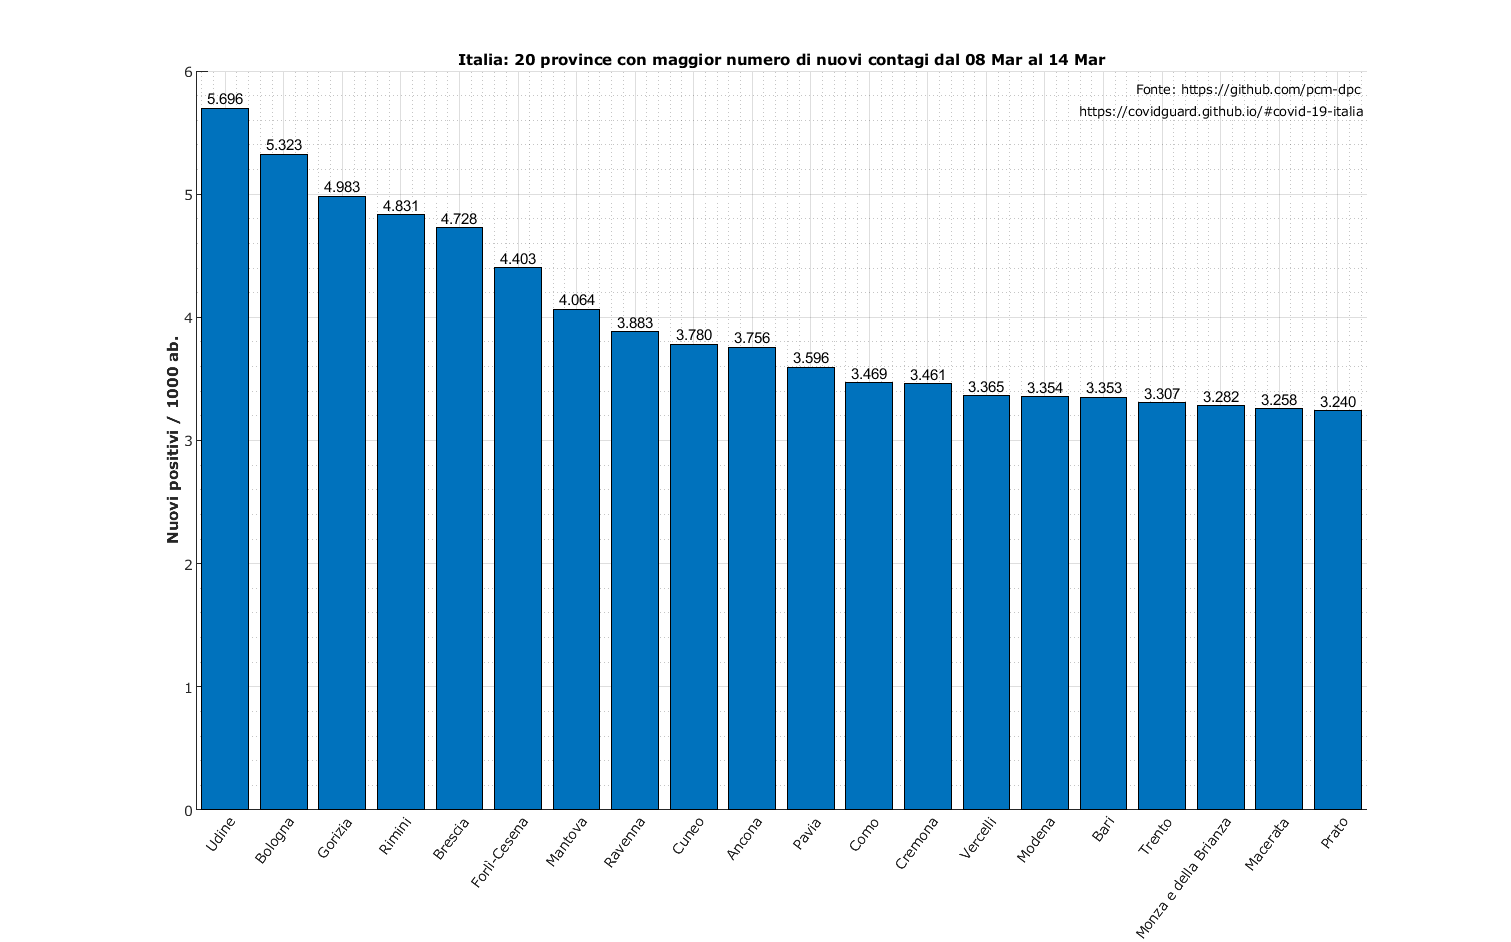 Italia: 20 province con maggior numero di nuovi contagi dal 08 Mar al 14 Mar
Fonte: https://github.com/pcm-dpc
https://covidguard.github.io/#covid-19-italia
Nuovi positivi / 1000 ab.
6
5
4
3
2
1
0
5.696
5.323
4.983
4.831
4.728
4.403
4.064
3.883
3.780
3.756
3.596
3.469
3.461
3.365
3.354
3.353
3.307
3.282
3.258
3.240
Udine
Bologna
Gorizia
Rimini
Brescia
Forlì-Cesena
Mantova
Ravenna
Cuneo
Ancona
Pavia
Como
Cremona
Vercelli
Modena
Bari
Trento
Monza e della Brianza
Macerata
Prato